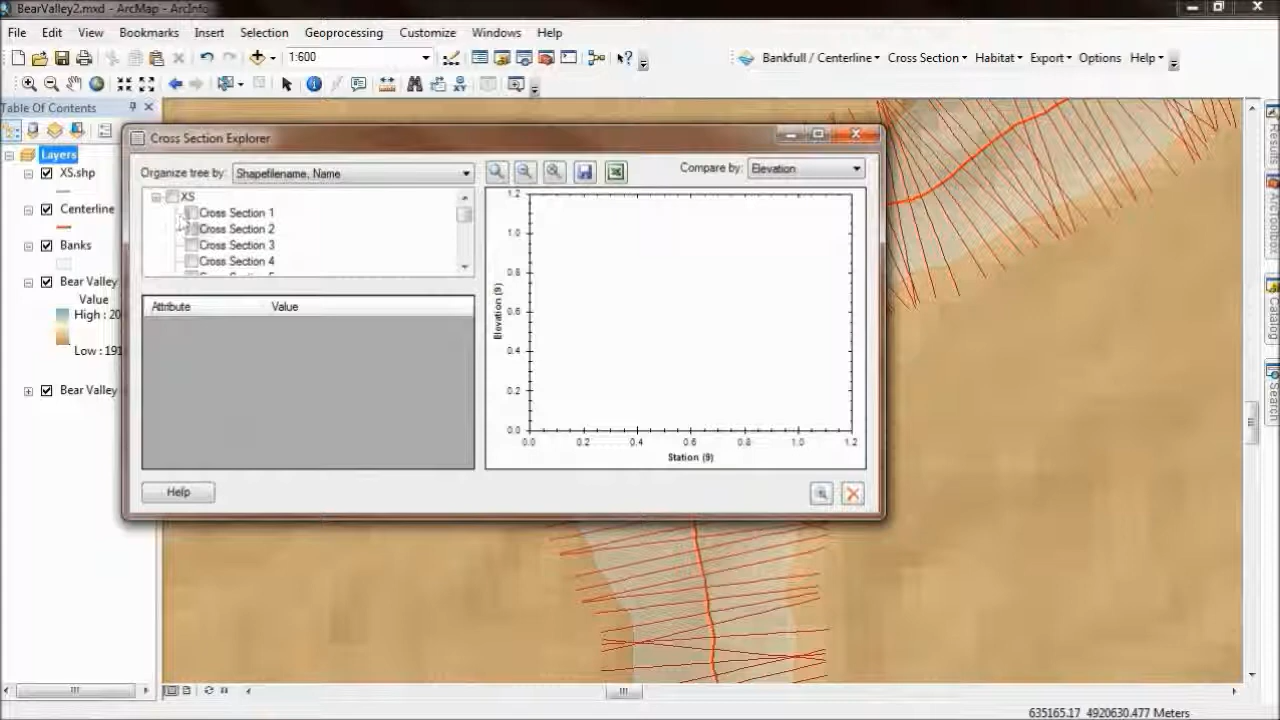 BearValley2.mxd - ArcMap - ArcInfo
File Edit View Bookmarks Insert Selection Geoprocessing Customize Windows Help
1:600 Bankfull / Centerline Cross Section Habitat Export Options Help
Table Of Contents
Layers
XS.shp
Centerline
Banks
Bear Valley
Value
High : 20
Low : 191
Bear Valley
Cross Section Explorer
Organize tree by: Shapefilename, Name
Compare by: Elevation
XS
Cross Section 1
Cross Section 2
Cross Section 3
Cross Section 4
Attribute Value
1.2
1.0
0.8
0.6
0.4
0.2
0.0
Elevation (9)
0.0 0.2 0.4 0.6 0.8 1.0 1.2
Station (9)
Help
Results
ArcToolbox
Catalog
Search
635165.17 4920630.477 Meters